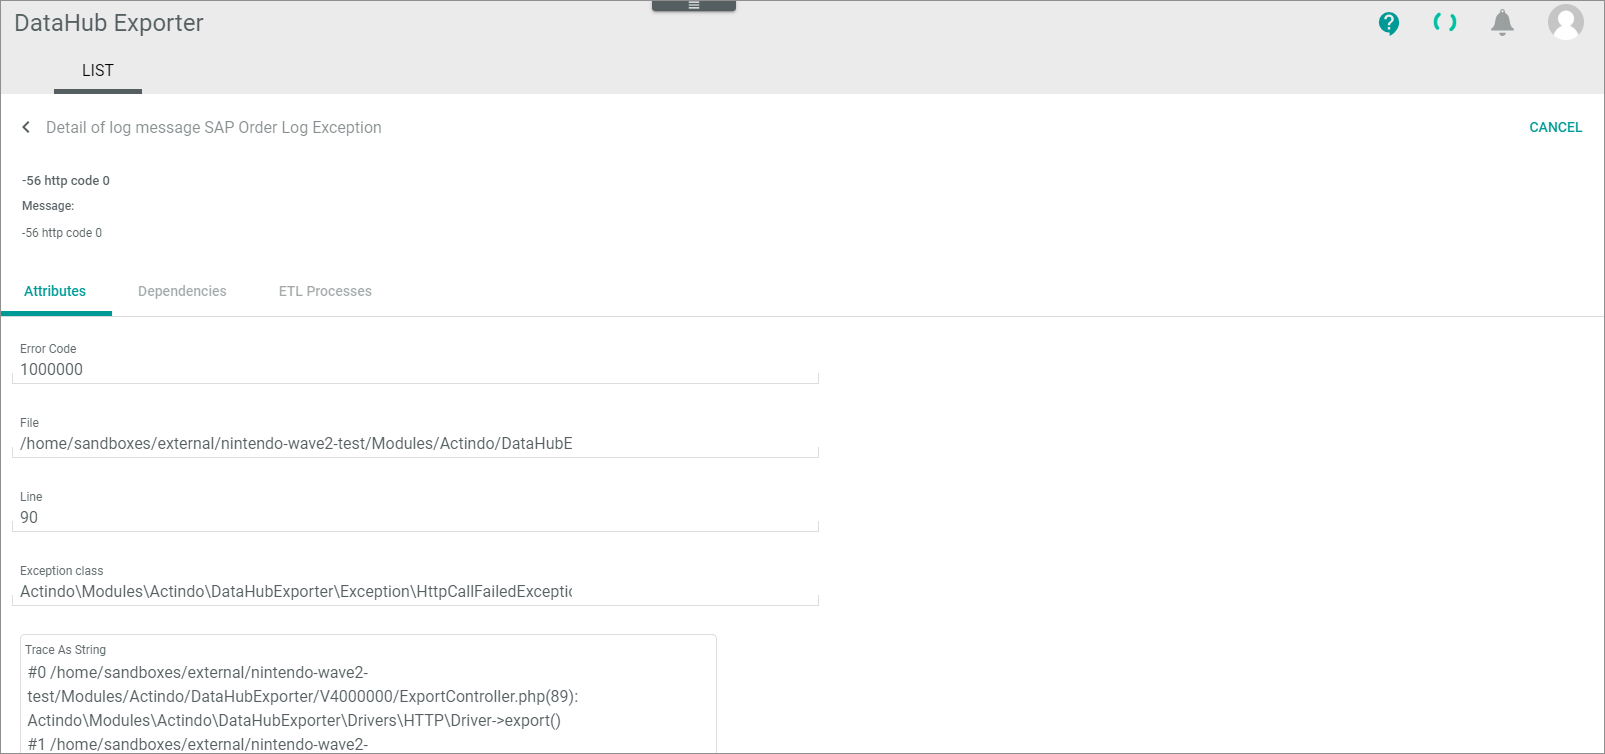 DataHub Exporter
LIST
Detail of log message SAP Order Log Exception
CANCEL
-56 http code 0
Message:
-56 http code 0
Attributes
Dependencies
ETL Processes
Error Code
1000000
File
/home/sandboxes/external/nintendo-wave2-test/Modules/Actindo/DataHubE
Line
90
Exception class
Actindo\Modules\Actindo\DataHubExporter\Exception\HttpCallFailedExceptic
Trace As String
#0 /home/sandboxes/external/nintendo-wave2-
test/Modules/Actindo/DataHubExporter/V4000000/ExportController.php(89):
Actindo\Modules\Actindo\DataHubExporter\Drivers\HTTP\Driver->export()
#1 /home/sandboxes/external/nintendo-wave2-